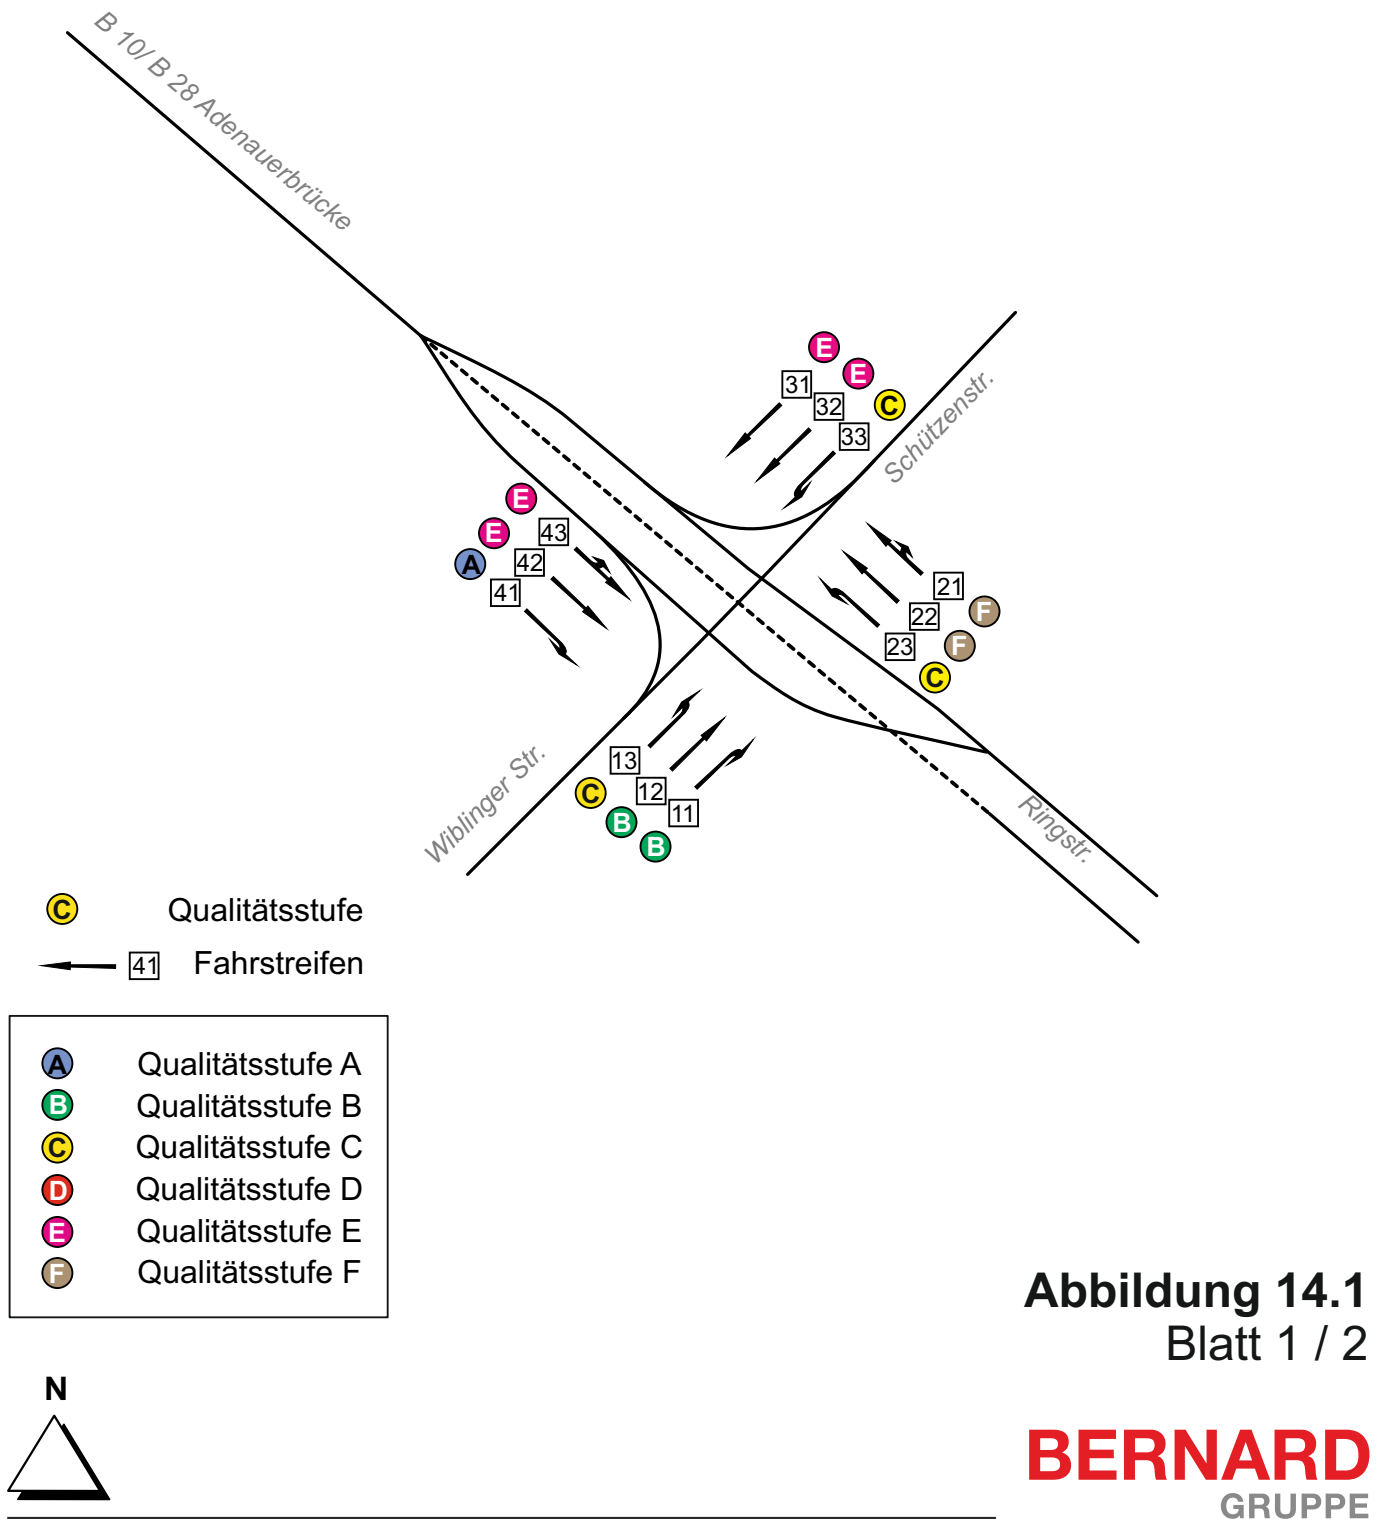 B 10/ B 28 Adenauerbrücke
E
E
31
C
32
33
Schützenstr.
E
E
43
A
42
41
21
F
22
F
23
C
13
C
12
B
11
B
Wiblinger Str.
Ringstr.
C Qualitätsstufe
41 Fahrstreifen
A Qualitätsstufe A
B Qualitätsstufe B
C Qualitätsstufe C
D Qualitätsstufe D
E Qualitätsstufe E
F Qualitätsstufe F
Abbildung 14.1
Blatt 1 / 2
N
BERNARD
GRUPPE